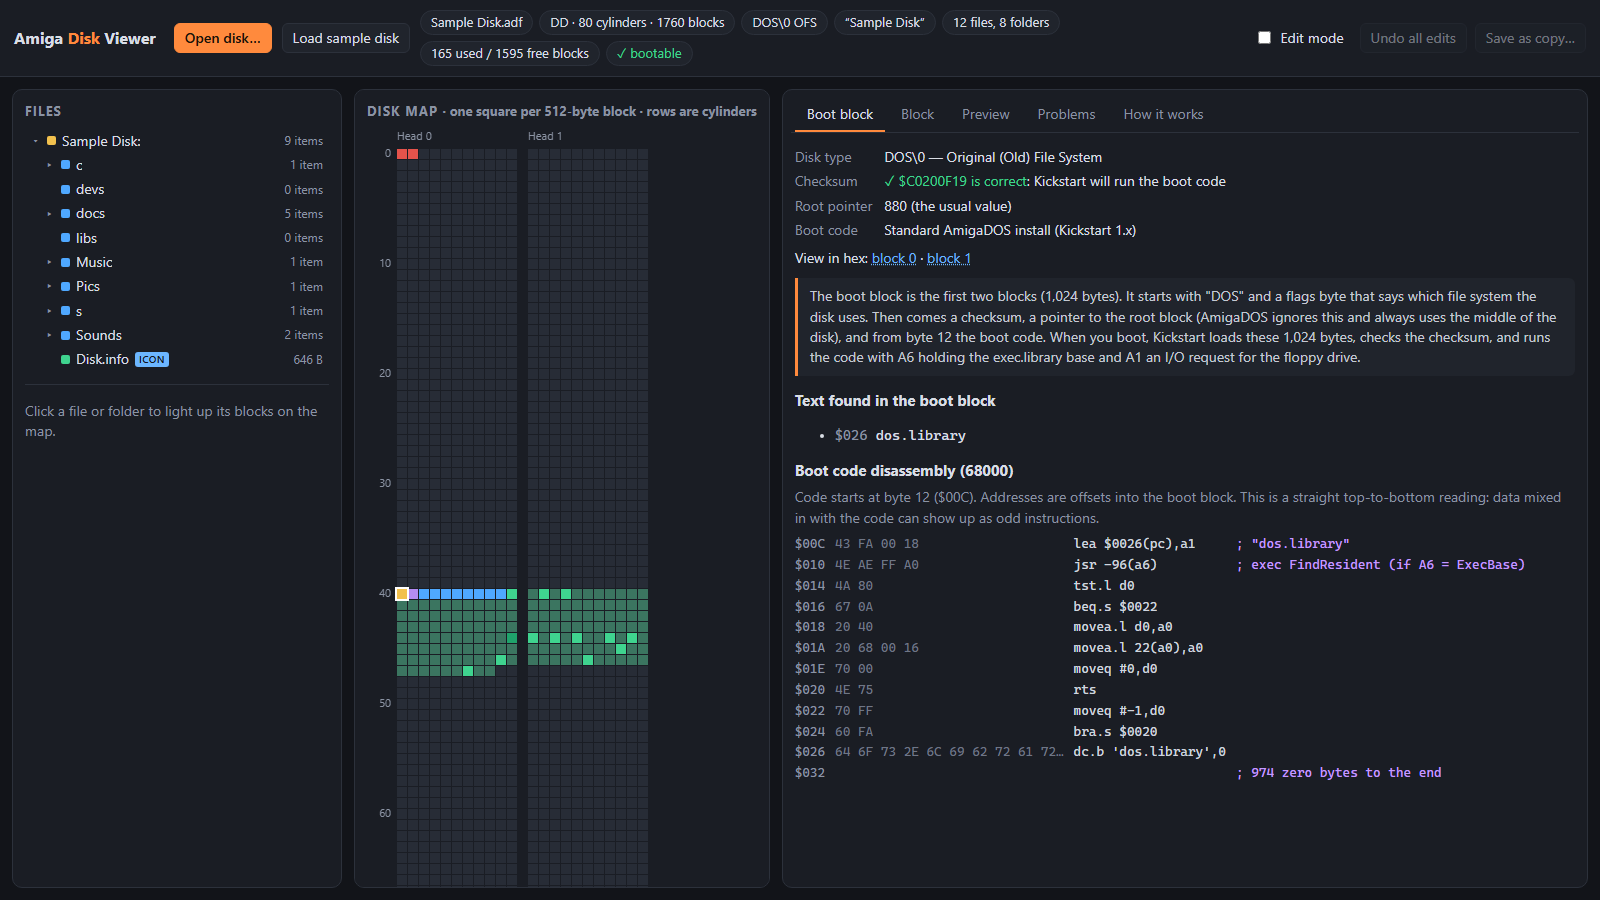 Amiga Disk Viewer
Open disk...
Load sample disk
Sample Disk.adf
DD · 80 cylinders · 1760 blocks
DOS\0 OFS
"Sample Disk"
12 files, 8 folders
165 used / 1595 free blocks
✓ bootable
Edit mode
Undo all edits
Save as copy...
FILES
Sample Disk: 9 items
c 1 item
devs 0 items
docs 5 items
libs 0 items
Music 1 item
Pics 1 item
s 1 item
Sounds 2 items
Disk.info ICON 646 B
Click a file or folder to light up its blocks on the
map.
DISK MAP · one square per 512-byte block · rows are cylinders
Head 0 Head 1
0
10
20
30
40
50
60
Boot block Block Preview Problems How it works
Disk type DOS\0 — Original (Old) File System
Checksum ✓ $C0200F19 is correct: Kickstart will run the boot code
Root pointer 880 (the usual value)
Boot code Standard AmigaDOS install (Kickstart 1.x)
View in hex: block 0 · block 1
The boot block is the first two blocks (1,024 bytes). It starts with "DOS" and a flags byte that says which file system the
disk uses. Then comes a checksum, a pointer to the root block (AmigaDOS ignores this and always uses the middle of the
disk), and from byte 12 the boot code. When you boot, Kickstart loads these 1,024 bytes, checks the checksum, and runs
the code with A6 holding the exec.library base and A1 an I/O request for the floppy drive.
Text found in the boot block
• $026 dos.library
Boot code disassembly (68000)
Code starts at byte 12 ($00C). Addresses are offsets into the boot block. This is a straight top-to-bottom reading: data mixed
in with the code can show up as odd instructions.
$00C 43 FA 00 18 lea $0026(pc),a1 ; "dos.library"
$010 4E AE FF A0 jsr -96(a6) ; exec FindResident (if A6 = ExecBase)
$014 4A 80 tst.l d0
$016 67 0A beq.s $0022
$018 20 40 movea.l d0,a0
$01A 20 68 00 16 movea.l 22(a0),a0
$01E 70 00 moveq #0,d0
$020 4E 75 rts
$022 70 FF moveq #-1,d0
$024 60 FA bra.s $0020
$026 64 6F 73 2E 6C 69 62 72 61 72… dc.b 'dos.library',0
$032 ; 974 zero bytes to the end